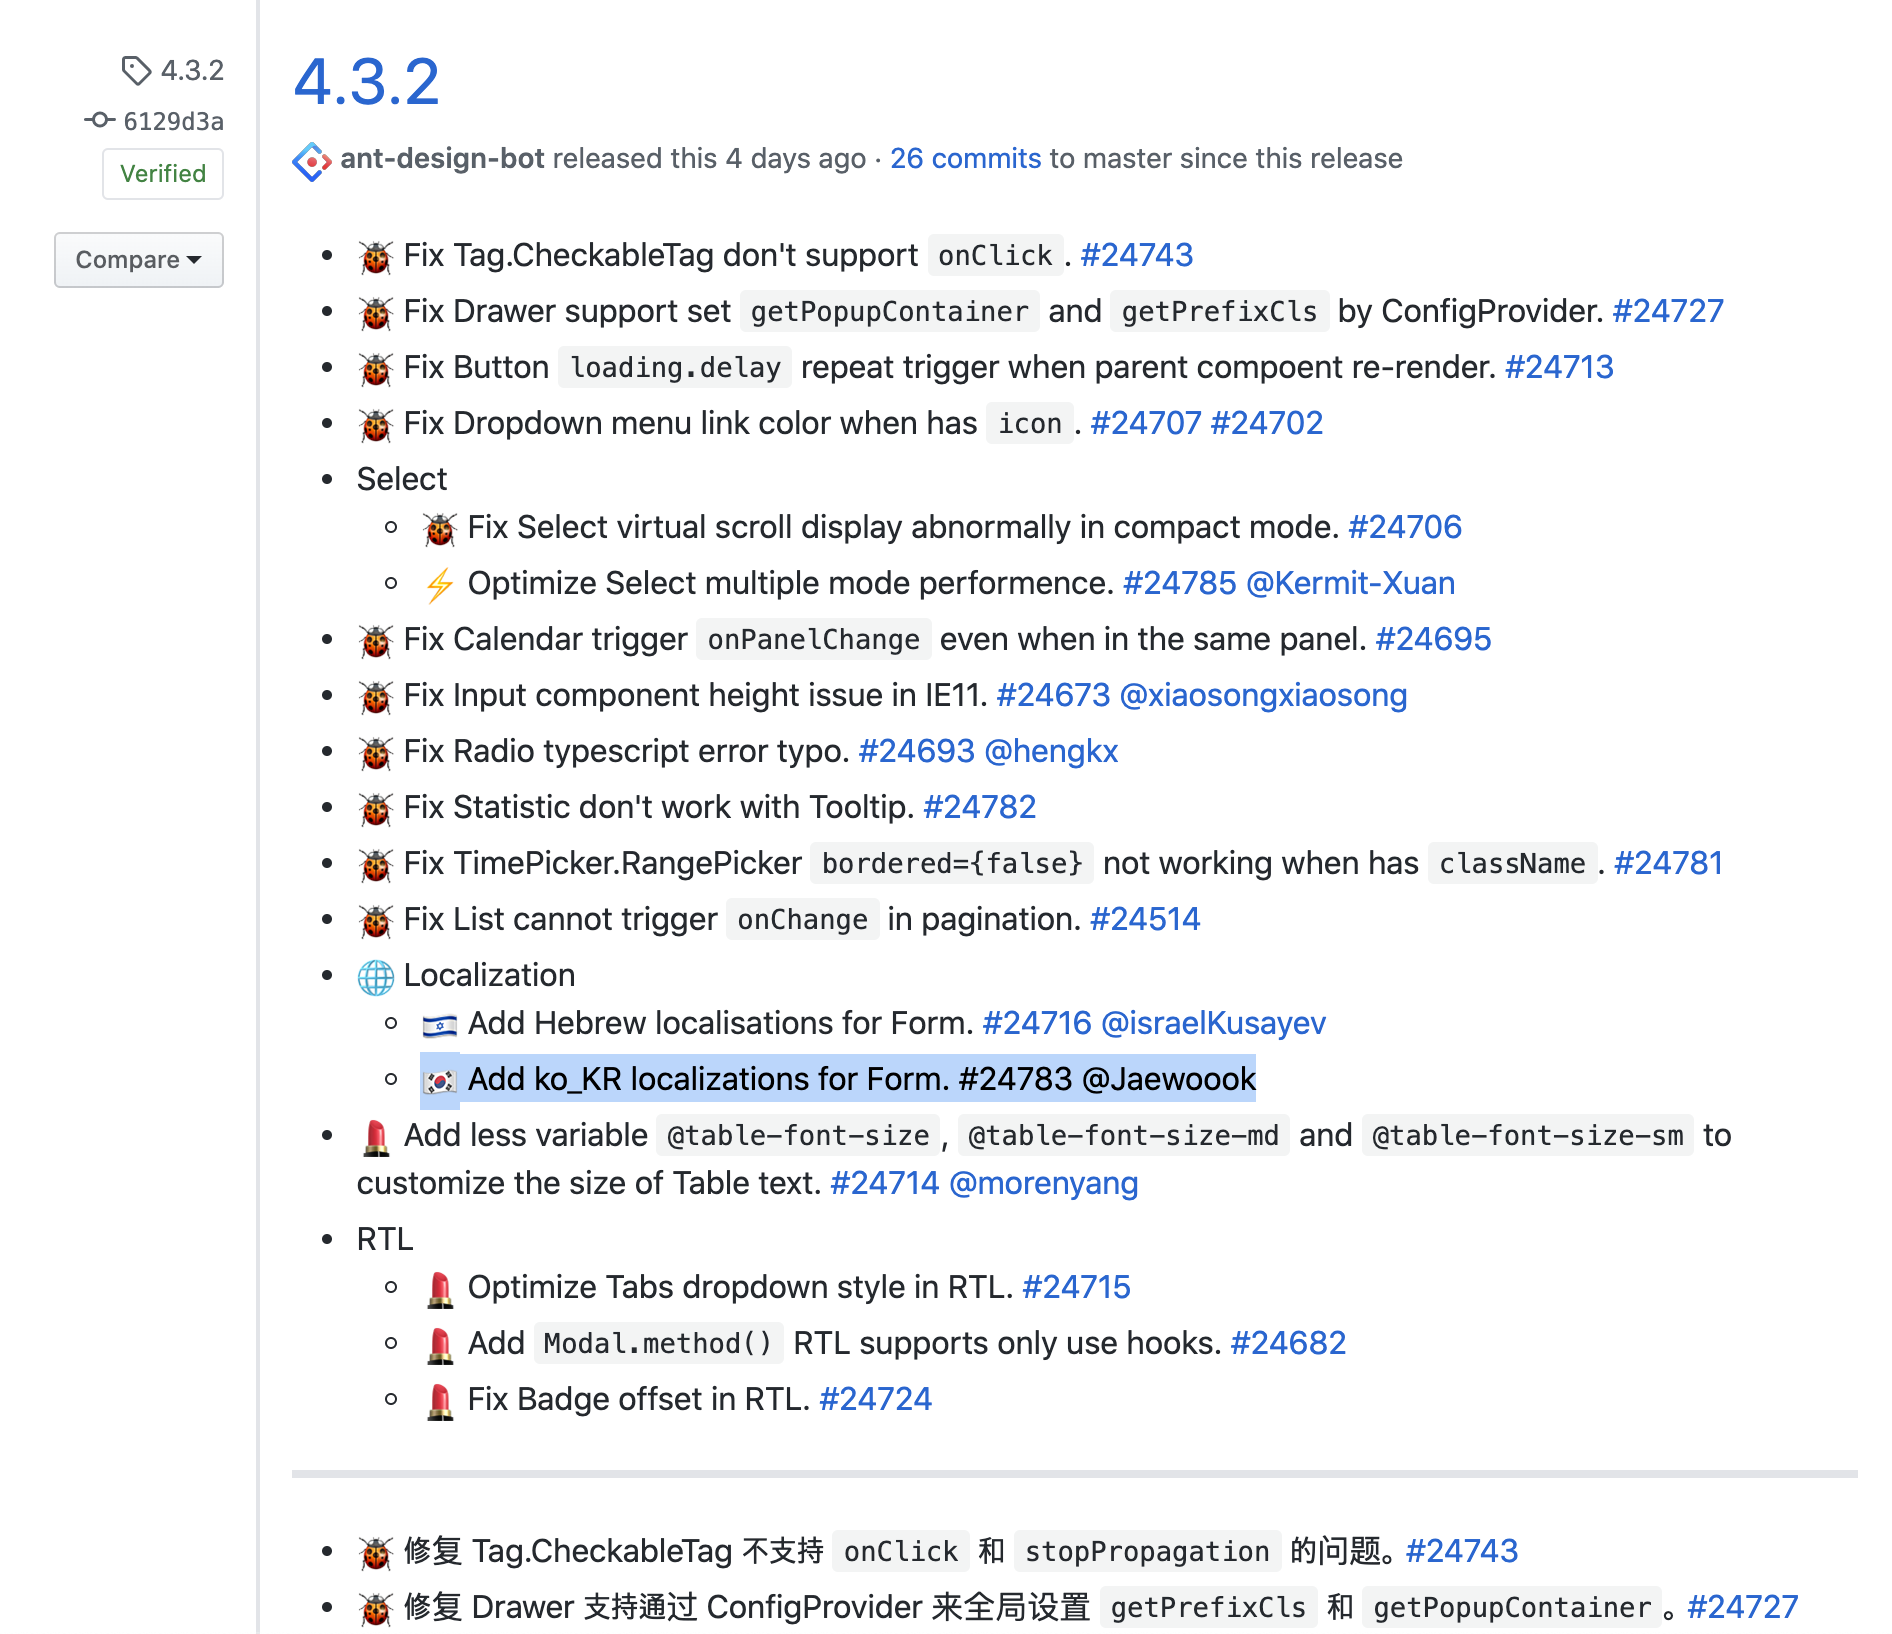 4.3.2
6129d3a
Verified
Compare
4.3.2
ant-design-bot released this 4 days ago · 26 commits to master since this release
Fix Tag.CheckableTag don't support onClick. #24743
Fix Drawer support set getPopupContainer and getPrefixCls by ConfigProvider. #24727
Fix Button loading.delay repeat trigger when parent compoent re-render. #24713
Fix Dropdown menu link color when has icon. #24707 #24702
Select
Fix Select virtual scroll display abnormally in compact mode. #24706
Optimize Select multiple mode performence. #24785 @Kermit-Xuan
Fix Calendar trigger onPanelChange even when in the same panel. #24695
Fix Input component height issue in IE11. #24673 @xiaosongxiaosong
Fix Radio typescript error typo. #24693 @hengkx
Fix Statistic don't work with Tooltip. #24782
Fix TimePicker.RangePicker bordered={false} not working when has className. #24781
Fix List cannot trigger onChange in pagination. #24514
Localization
Add Hebrew localisations for Form. #24716 @israelKusayev
Add ko_KR localizations for Form. #24783 @Jaewoook
Add less variable @table-font-size, @table-font-size-md and @table-font-size-sm to
customize the size of Table text. #24714 @morenyang
RTL
Optimize Tabs dropdown style in RTL. #24715
Add Modal.method() RTL supports only use hooks. #24682
Fix Badge offset in RTL. #24724
修复 Tag.CheckableTag 不支持 onClick 和 stopPropagation 的问题。#24743
修复 Drawer 支持通过 ConfigProvider 来全局设置 getPrefixCls 和 getPopupContainer。#24727